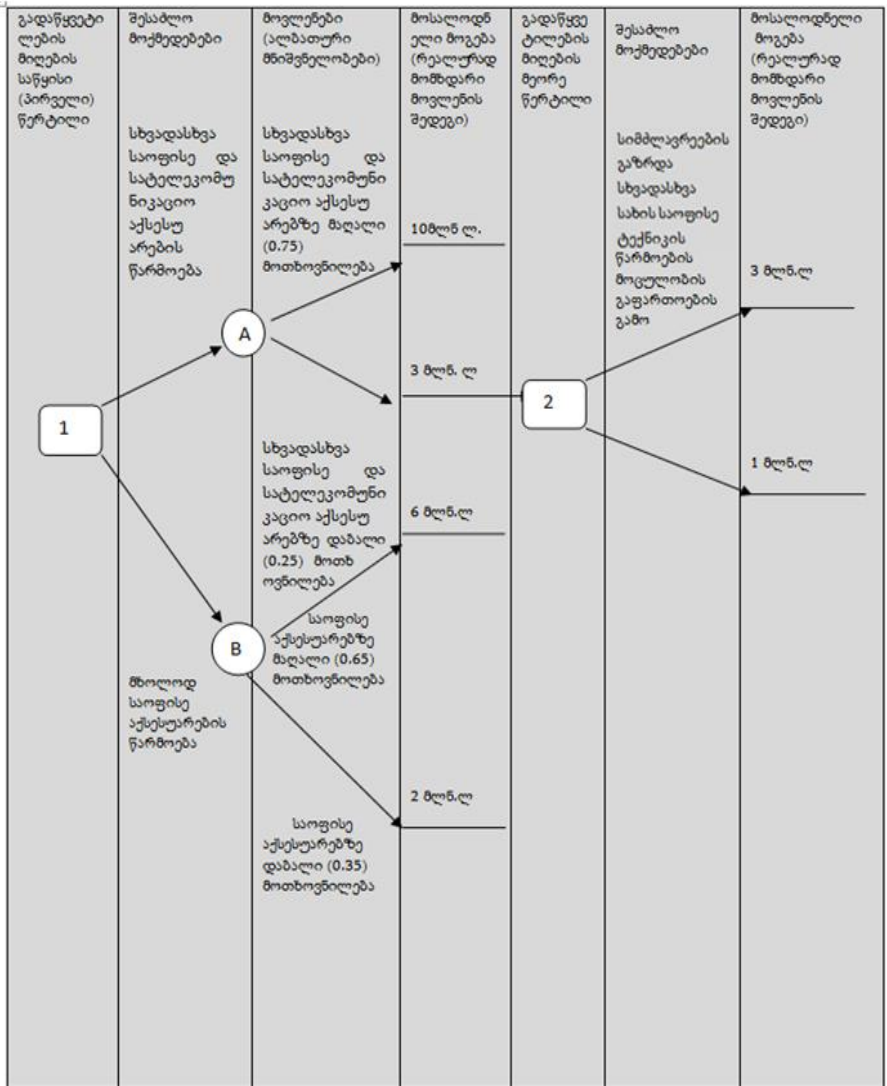 გადაწყვეტი
ლების
მიღების
საწყისი
(პირველი)
წერტილი
შესაძლო
მოქმედებები
სხვადასხვა
საოფისე და
სატელეკომუ
ნიკაციო
აქსესუ
არების
წარმოება
მხოლოდ
საოფისე
აქსესუარების
წარმოება
მოვლენები
(ალბათური
მნიშვნელობები)
სხვადასხვა
საოფისე და
სატელეკომუნი
კაციო აქსესუ
არებზე მაღალი
(0.75)
მოთხოვნილება
სხვადასხვა
საოფისე და
სატელეკომუნი
კაციო აქსესუ
არებზე დაბალი
(0.25) მოთხ
ოვნილება
საოფისე
აქსესუარებზე
მაღალი (0.65)
მოთხოვნილება
საოფისე
აქსესუარებზე
დაბალი (0.35)
მოთხოვნილება
მოსალოდნ
ელი მოგება
(რეალურად
მომხდარი
მოვლენის
შედეგი)
10მლნ ლ.
3 მლნ. ლ
6 მლნ.ლ
2 მლნ.ლ
გადაწყვე
ტილების
მიღების
მეორე
წერტილი
შესაძლო
მოქმედებები
სიმძლავრეების
გაზრდა
სხვადასხვა
სახის საოფისე
ტექნიკის
წარმოების
მოცულობის
გაფართოების
გამო
მოსალოდნელი
მოგება
(რეალურად
მომხდარი
მოვლენის
შედეგი)
3 მლნ.ლ
1 მლნ.ლ
1
A
B
2